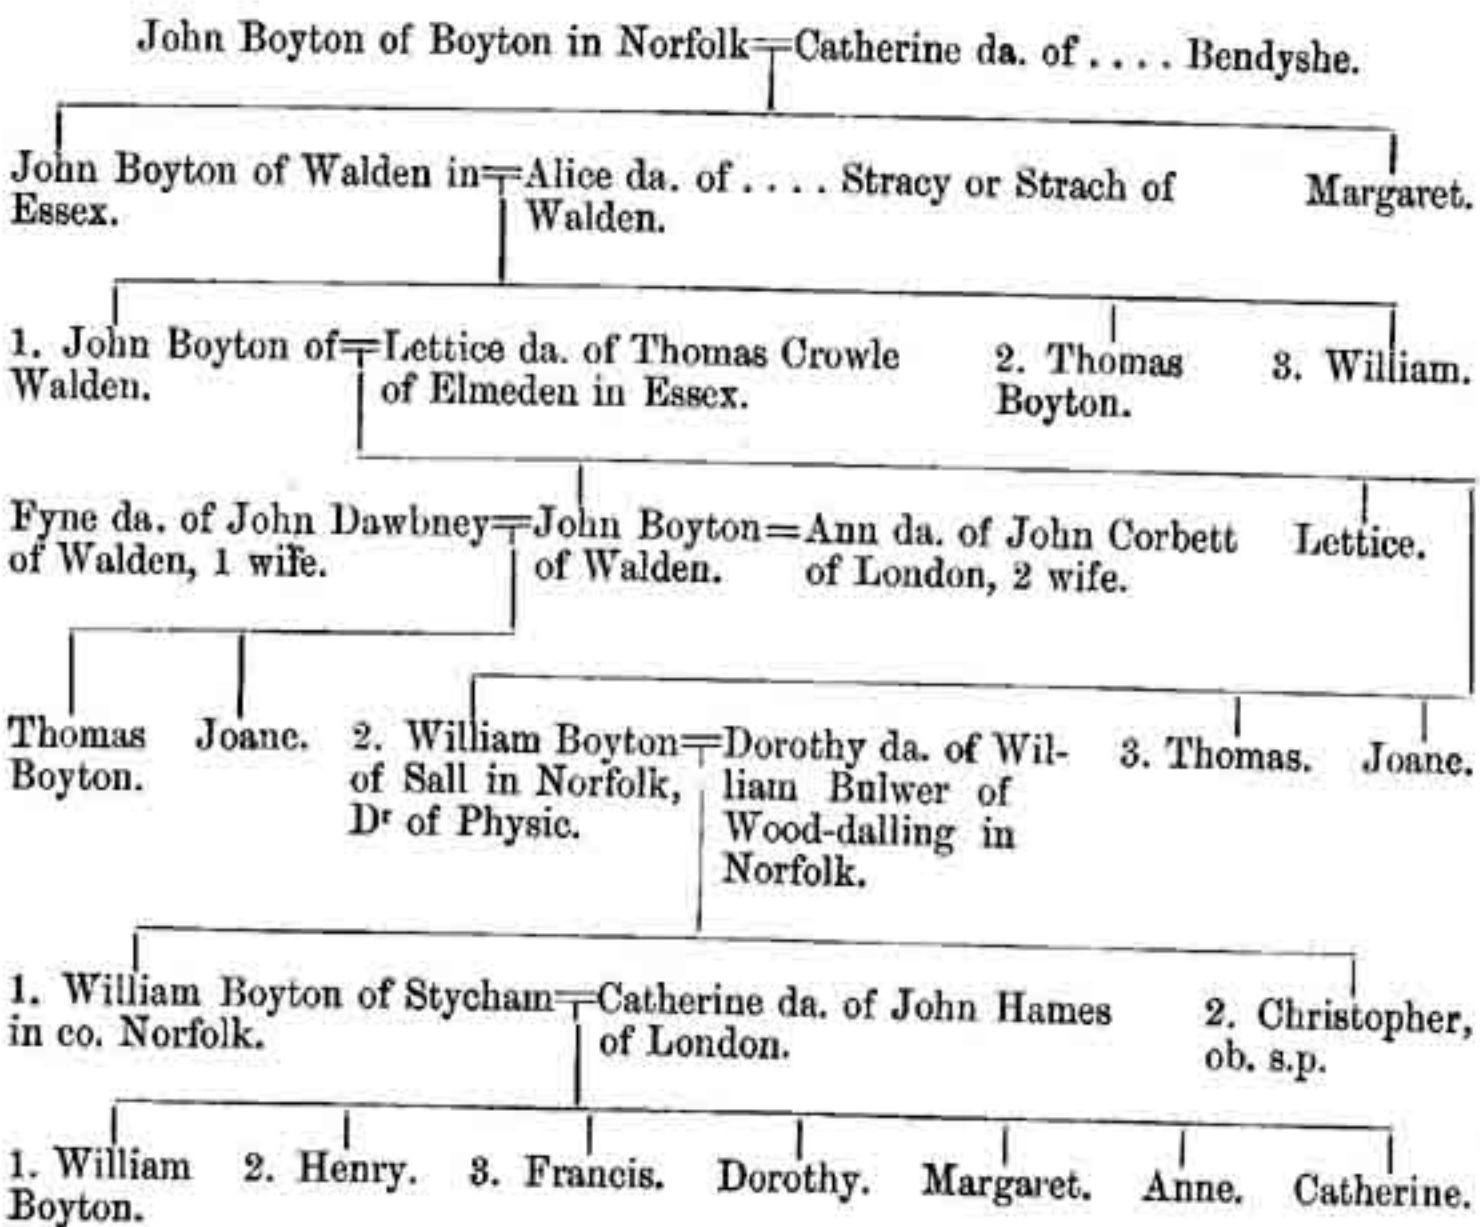 John Boyton of Boyton in Norfolk=Catherine da. of . . . . Bendyshe.
John Boyton of Walden in=Alice da. of . . . . Stracy or Strach of Margaret.
Essex. Walden.
1. John Boyton of=Lettice da. of Thomas Crowle 2. Thomas 3. William.
Walden. of Elmeden in Essex. Boyton.
Fyne da. of John Dawbney=John Boyton=Ann da. of John Corbett Lettice.
of Walden, 1 wife. of Walden. of London, 2 wife.
Thomas Joane. 2. William Boyton=Dorothy da. of Wil- 3. Thomas. Joane.
Boyton. of Sall in Norfolk, liam Bulwer of
Dr of Physic. Wood-dalling in
Norfolk.
1. William Boyton of Stycham=Catherine da. of John Hames 2. Christopher,
in co. Norfolk. of London. ob. s.p.
1. William 2. Henry. 3. Francis. Dorothy. Margaret. Anne. Catherine.
Boyton.